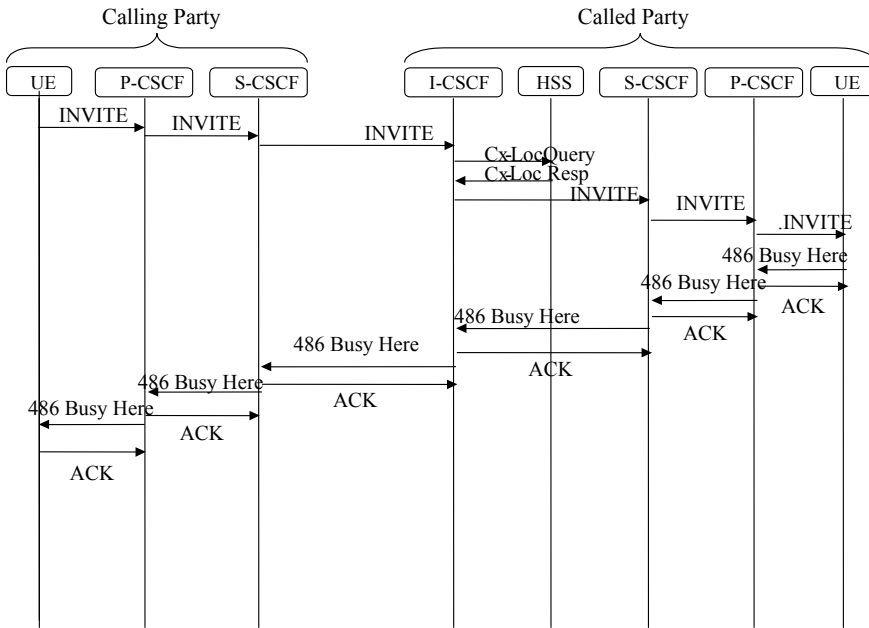 Calling Party
Called Party
UE
P-CSCF
S-CSCF
I-CSCF
HSS
S-CSCF
P-CSCF
UE
INVITE
INVITE
INVITE
Cx-LocQuery
Cx-Loc Resp
INVITE
INVITE
.INVITE
486 Busy Here
486 Busy Here
ACK
486 Busy Here
ACK
486 Busy Here
ACK
486 Busy Here
ACK
486 Busy Here
ACK
ACK